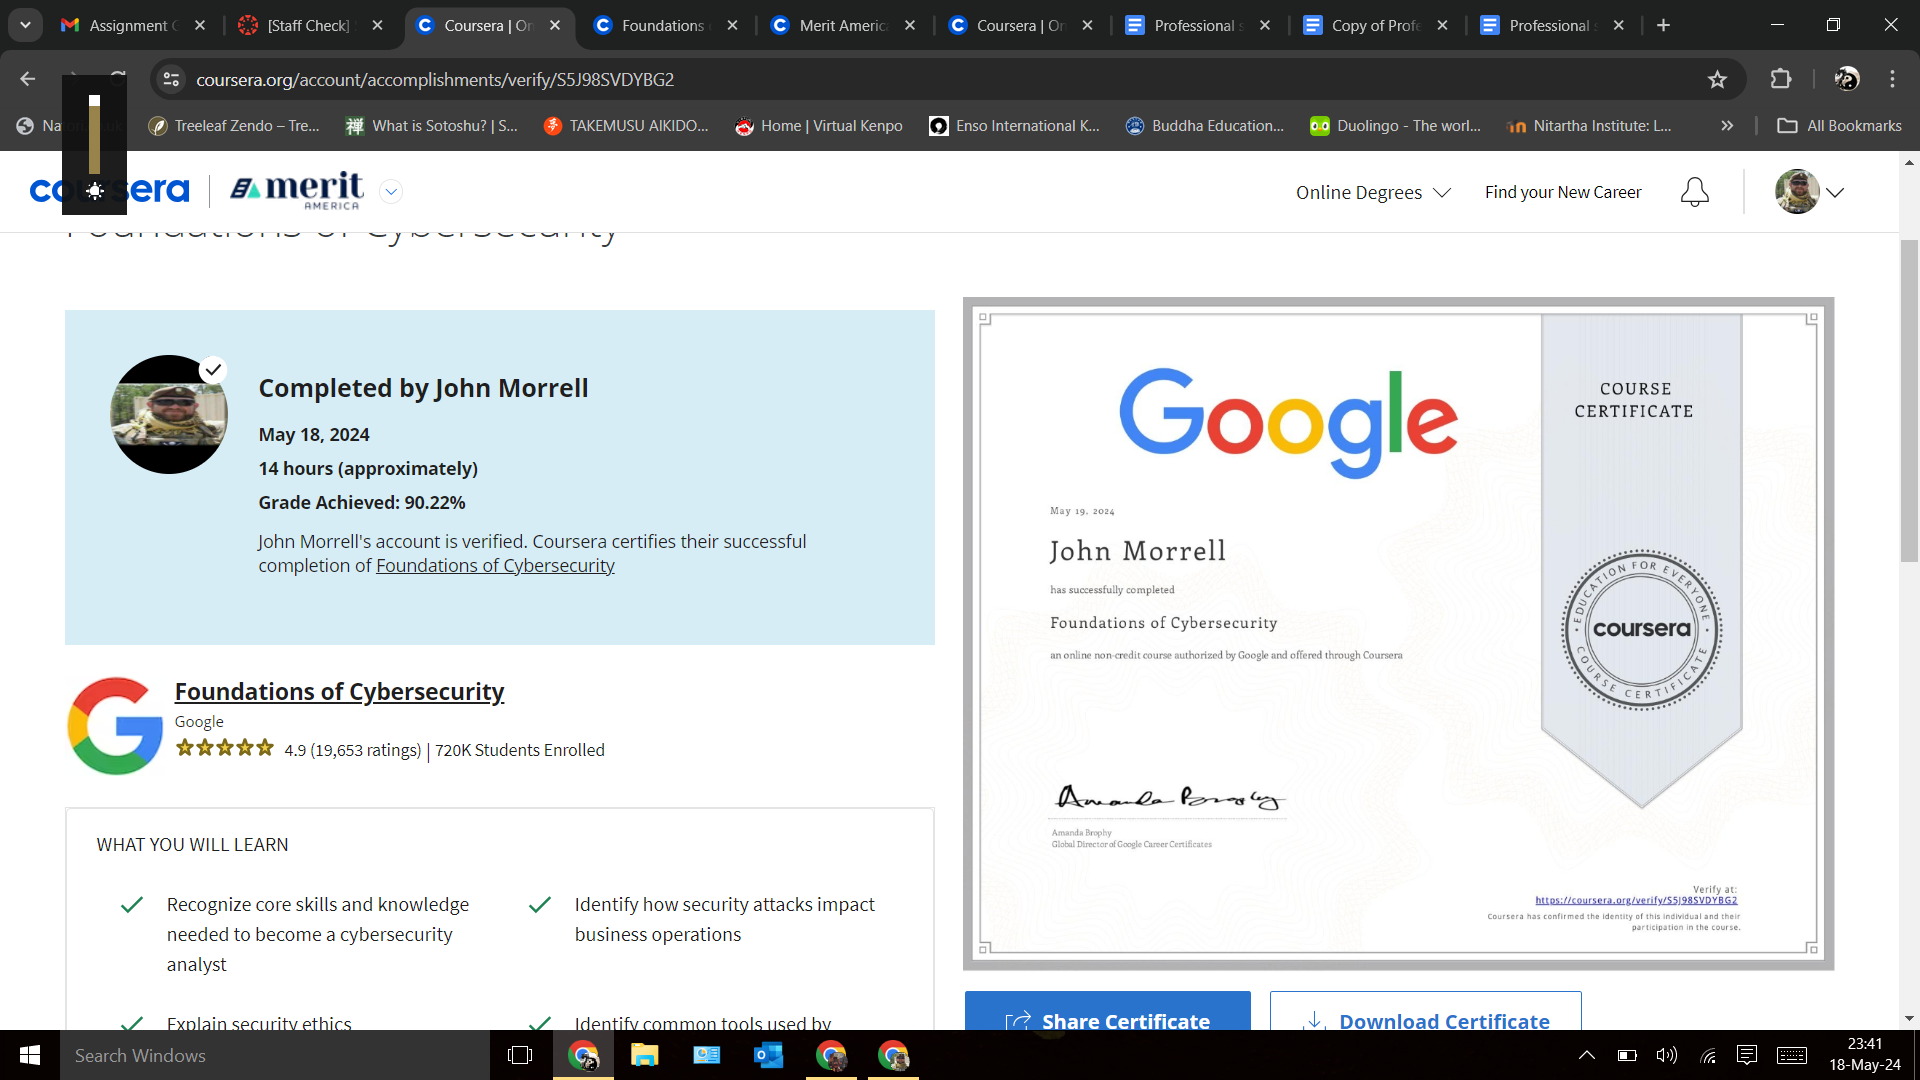 Assignment G
[Staff Check]
Coursera | On
Foundations
Merit America
Coursera | On
Professional s
Copy of Profe
Professional s
coursera.org/account/accomplishments/verify/S5J98SVDYBG2
Treeleaf Zendo – Tre...
What is Sotoshu? | S...
TAKEMUSU AIKIDO...
Home | Virtual Kenpo
Enso International K...
Buddha Education...
Duolingo - The worl...
Nitartha Institute: L...
All Bookmarks
coursera
merit
AMERICA
Online Degrees
Find your New Career
Foundations of Cybersecurity
Completed by John Morrell
May 18, 2024
14 hours (approximately)
Grade Achieved: 90.22%
John Morrell's account is verified. Coursera certifies their successful
completion of Foundations of Cybersecurity
Foundations of Cybersecurity
Google
4.9 (19,653 ratings) | 720K Students Enrolled
WHAT YOU WILL LEARN
Recognize core skills and knowledge
needed to become a cybersecurity
analyst
Identify how security attacks impact
business operations
Explain security ethics
Identify common tools used by
Google
COURSE
CERTIFICATE
May 19, 2024
John Morrell
has successfully completed
Foundations of Cybersecurity
an online non-credit course authorized by Google and offered through Coursera
EDUCATION FOR EVERYONE
coursera
COURSE CERTIFICATE
Amanda Brophy
Amanda Brophy
Global Director of Google Career Certificates
Verify at:
https://coursera.org/verify/S5J98SVDYBG2
Coursera has confirmed the identity of this individual and their
participation in the course.
Share Certificate
Download Certificate
Search Windows
23:41
18-May-24